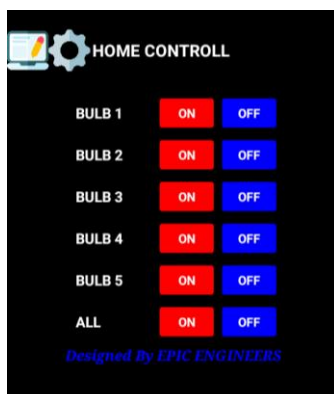 HOME CONTROLL
BULB 1 ON OFF
BULB 2 ON OFF
BULB 3 ON OFF
BULB 4 ON OFF
BULB 5 ON OFF
ALL ON OFF
Designed By EPIC ENGINEERS